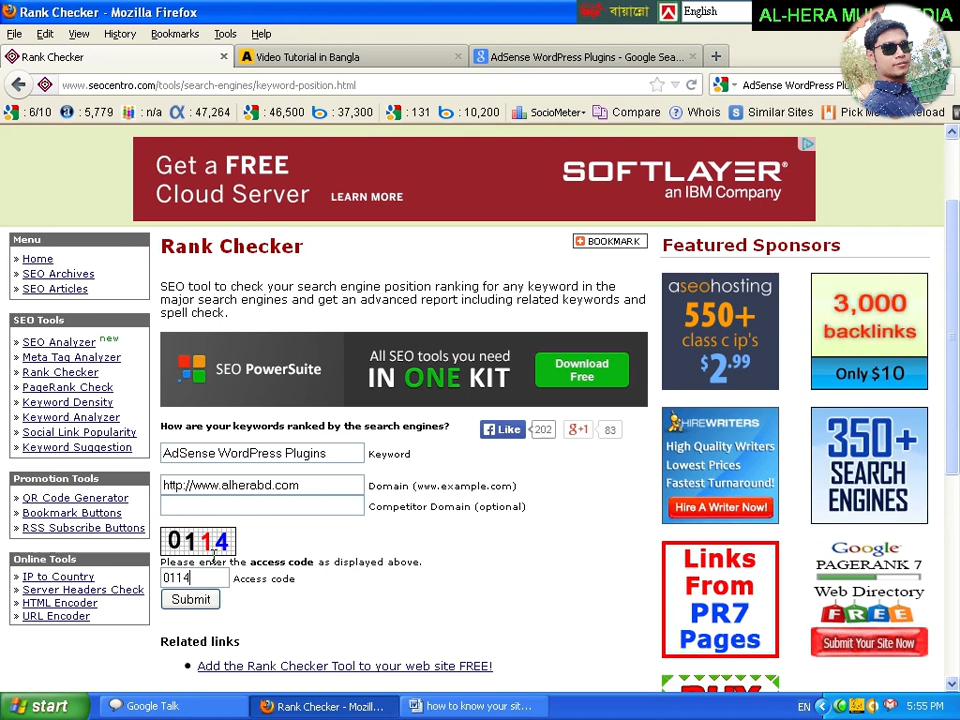 Rank Checker - Mozilla Firefox
বায়ান্নো
English
AL-HERA MUL EDIA
File Edit View History Bookmarks Tools Help
Rank Checker
Video Tutorial in Bangla
AdSense WordPress Plugins - Google Sea...
www.seocentro.com/tools/search-engines/keyword-position.html
AdSense WordPress Plu
: 6/10 : 5,779 : n/a : 47,264 : 46,500 : 37,300 : 131 : 10,200 SocioMeter Compare Whois Similar Sites Pick Me eload
Get a FREE
Cloud Server LEARN MORE
SOFTLAYER®
an IBM Company
Menu
» Home
» SEO Archives
» SEO Articles
SEO Tools
» SEO Analyzer new
» Meta Tag Analyzer
» Rank Checker
» PageRank Check
» Keyword Density
» Keyword Analyzer
» Social Link Popularity
» Keyword Suggestion
Promotion Tools
» QR Code Generator
» Bookmark Buttons
» RSS Subscribe Buttons
Online Tools
» IP to Country
» Server Headers Check
» HTML Encoder
» URL Encoder
Rank Checker
BOOKMARK
SEO tool to check your search engine position ranking for any keyword in the
major search engines and get an advanced report including related keywords and
spell check.
SEO POWERSUITE
All SEO tools you need
IN ONE KIT
Download
Free
How are your keywords ranked by the search engines?
Like 202 +1 83
AdSense WordPress Plugins Keyword
http://www.alherabd.com Domain (www.example.com)
Competitor Domain (optional)
0114
Please enter the access code as displayed above.
0114 Access code
Submit
Related links
• Add the Rank Checker Tool to your web site FREE!
Featured Sponsors
aseohosting
550+
class c ip's
$2.99
3,000
backlinks
Only $10
HIREWRITERS
High Quality Writers
Lowest Prices
Fastest Turnaround!
Hire A Writer Now!
350+
SEARCH
ENGINES
Links
From
PR7
Pages
Google
PAGERANK 7
Web Directory
FREE
Submit Your Site Now
BUY
start
Google Talk
Rank Checker - Mozill...
how to know your sit...
EN
5:55 PM